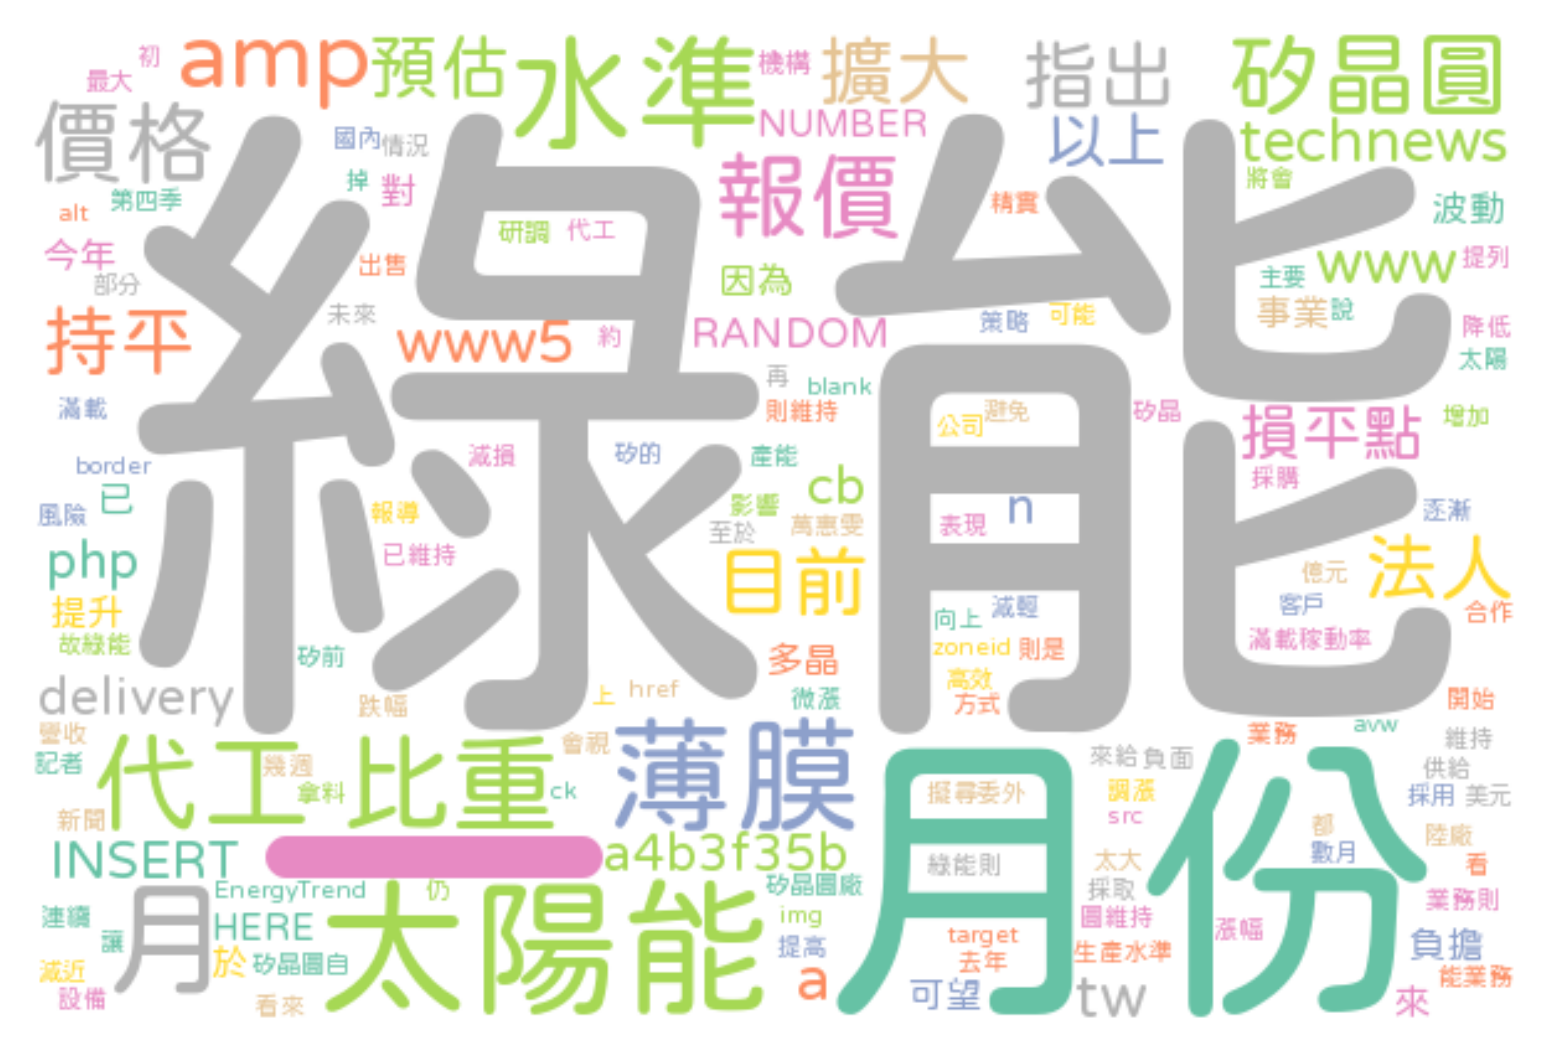 初
最大
amp
預估
水準
機構
擴大
指出
矽晶圓
價格
國內
情況
NUMBER
以上
technews
第四季
掉
對
報價
精實
將會
alt
波動
綠能
研調
代工
今年
部分
出售
因為
主要
www
提列
未來
持平
www5
約
RANDOM
策略
可能
事業
說
降低
太陽
滿載
再
blank
則維持
公司
避免
矽晶
損平點
增加
border
減損
矽的
產能
採購
已
風險
報導
影響
cb
萬惠雯
至於
表現
n
逐漸
php
已維持
目前
億元
法人
提升
向上
減輕
客戶
合作
故綠能
矽前
多晶
zoneid
則是
滿載稼動率
delivery
跌幅
上
href
微漲
高效
方式
開始
營收
記者
代工比重
幾週
拿料
會視
ck
薄膜
月份
來給
負面
業務
avw
維持
供給
新聞
擬尋委外
調漲
src
採用
美元
INSERT
a4b3f35b
綠能則
太大
採取
都
數月
陸廠
看
EnergyTrend
仍
矽晶圓廠
業務則
連續
讓
月
HERE
太陽能
img
圓維持
漲幅
負擔
減近
於
矽晶圓自
提高
target
去年
生產水準
能業務
設備
看來
a
可望
tw
來